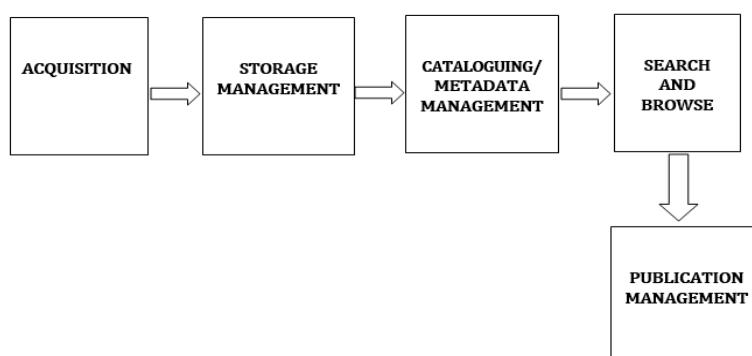 ACQUISITION
STORAGE
MANAGEMENT
CATALOGUING/
METADATA
MANAGEMENT
SEARCH
AND
BROWSE
PUBLICATION
MANAGEMENT